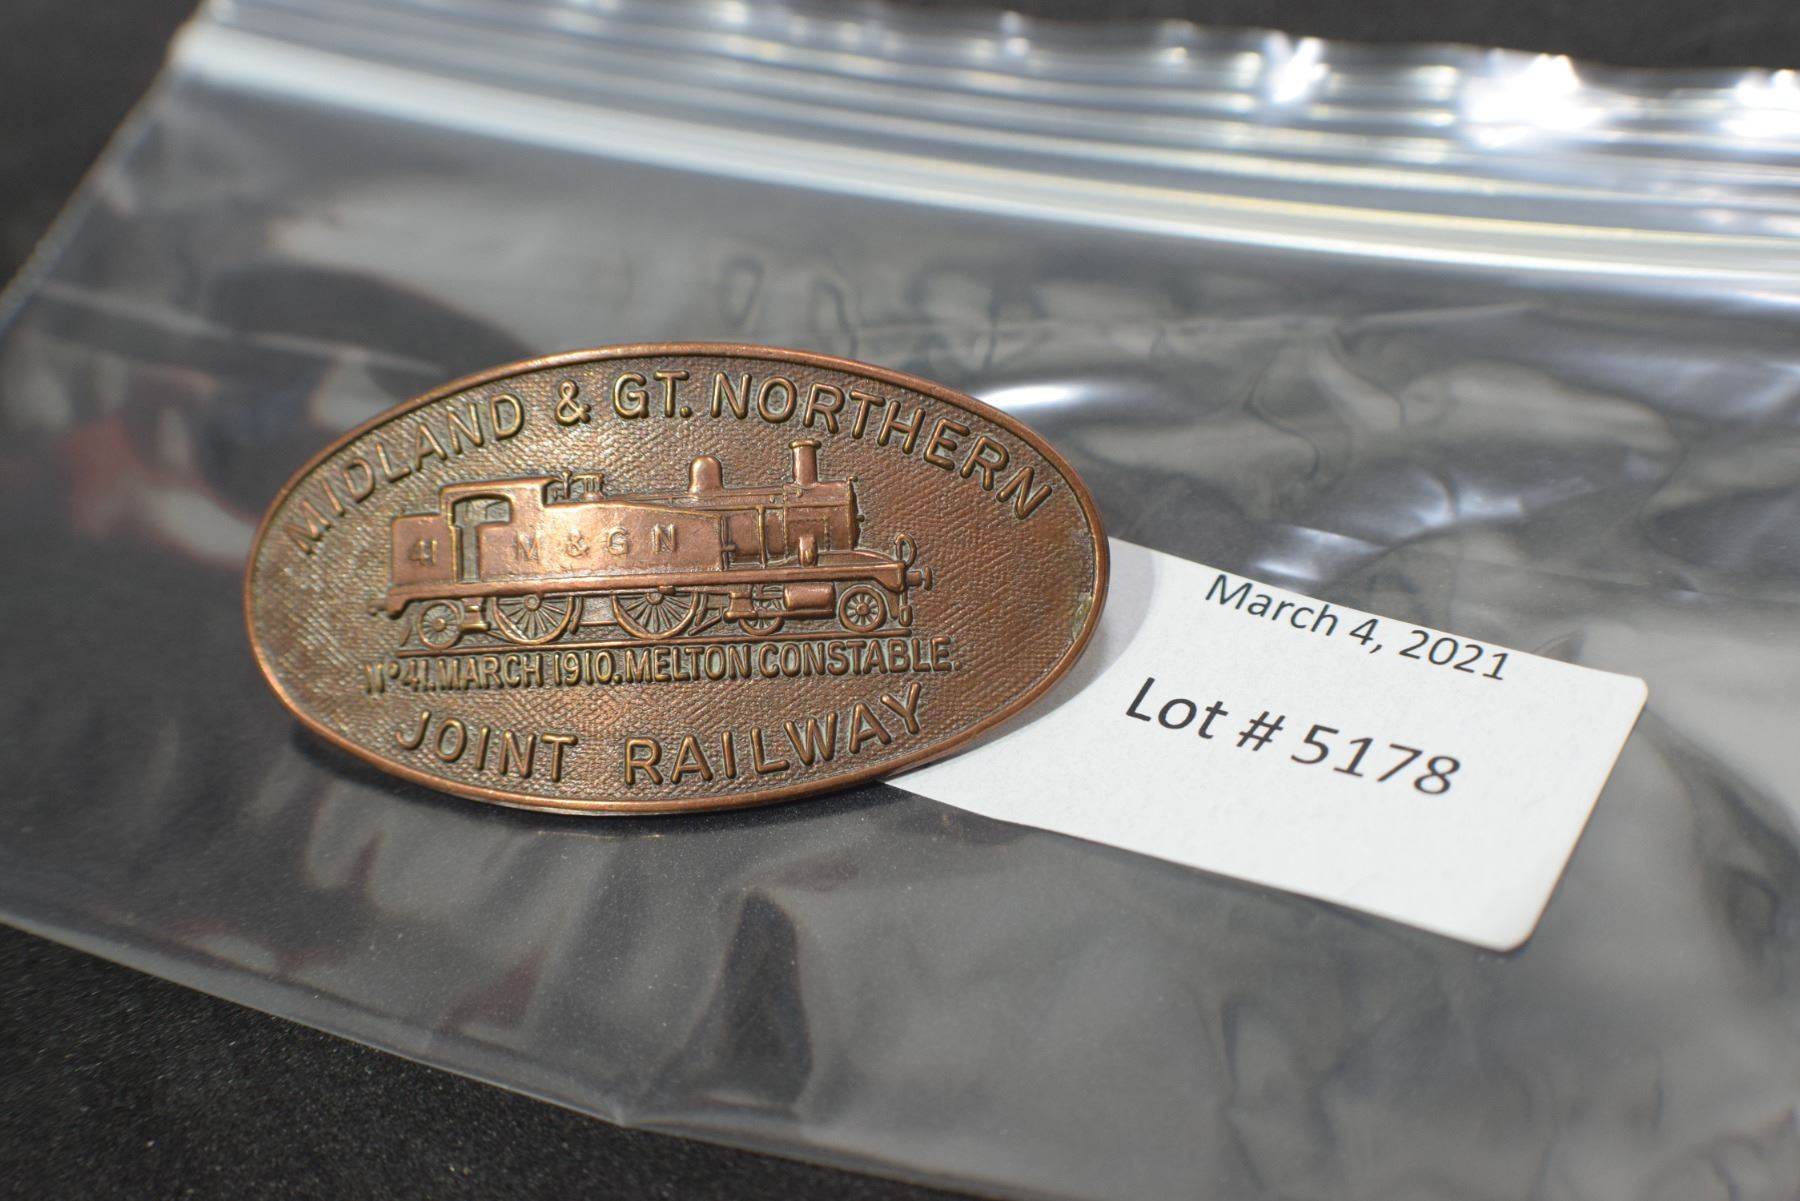 MIDLAND & GT. NORTHERN
41 M & G N
Nº 41. MARCH 1910. MELTON CONSTABLE.
JOINT RAILWAY
March 4, 2021
Lot # 5178